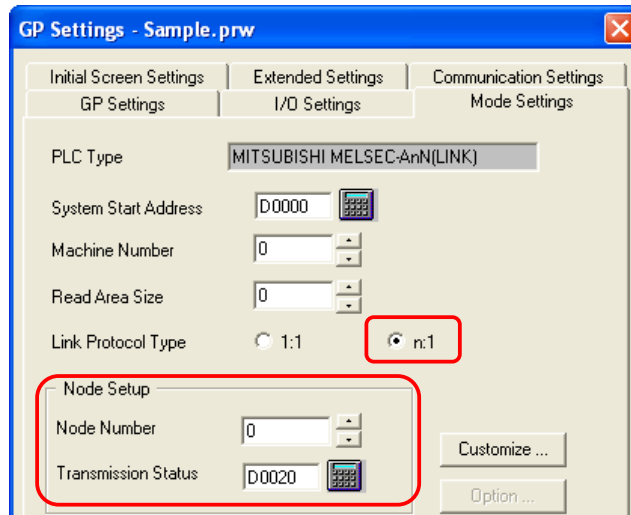 GP Settings - Sample.prw
Initial Screen Settings Extended Settings Communication Settings
GP Settings I/O Settings Mode Settings
PLC Type MITSUBISHI MELSEC-AnN(LINK)
System Start Address D0000
Machine Number 0
Read Area Size 0
Link Protocol Type 1:1 n:1
Node Setup
Node Number 0
Customize ...
Transmission Status D0020
Option ...